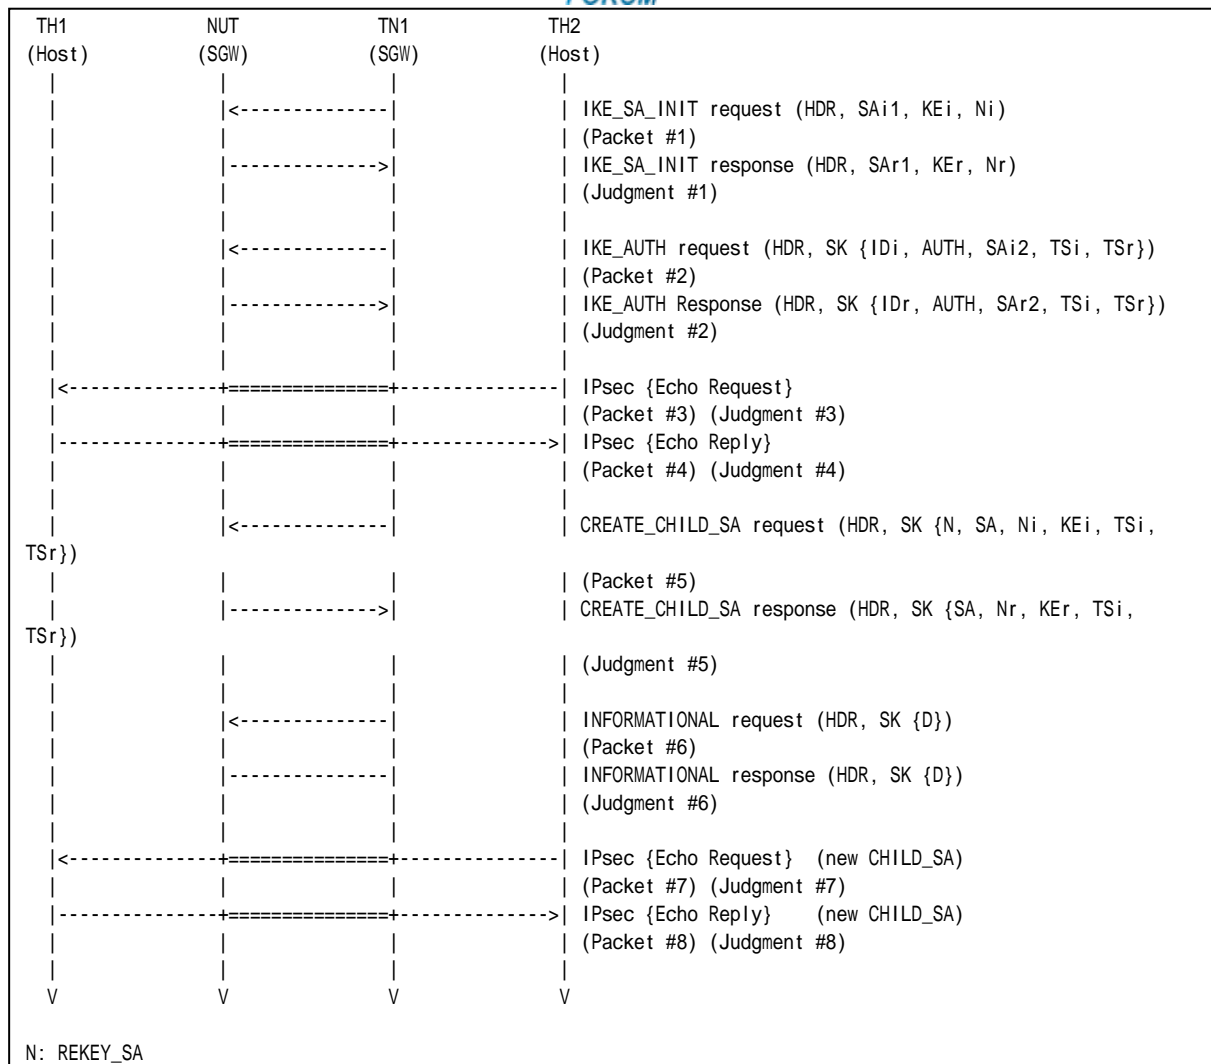 FORUM
TH1 NUT TN1 TH2
(Host) (SGW) (SGW) (Host)
| | | |
| |<--------------| | IKE_SA_INIT request (HDR, SAi1, KEi, Ni)
| | | | (Packet #1)
| |-------------->| | IKE_SA_INIT response (HDR, SAr1, KEr, Nr)
| | | | (Judgment #1)
| | | |
| |<--------------| | IKE_AUTH request (HDR, SK {IDi, AUTH, SAi2, TSi, TSr})
| | | | (Packet #2)
| |-------------->| | IKE_AUTH Response (HDR, SK {IDr, AUTH, SAr2, TSi, TSr})
| | | | (Judgment #2)
| | | |
|<--------------+===============+---------------| IPsec {Echo Request}
| | | | (Packet #3) (Judgment #3)
|---------------+===============+-------------->| IPsec {Echo Reply}
| | | | (Packet #4) (Judgment #4)
| | | |
| |<--------------| | CREATE_CHILD_SA request (HDR, SK {N, SA, Ni, KEi, TSi,
TSr})
| | | | (Packet #5)
| |-------------->| | CREATE_CHILD_SA response (HDR, SK {SA, Nr, KEr, TSi,
TSr})
| | | | (Judgment #5)
| | | |
| |<--------------| | INFORMATIONAL request (HDR, SK {D})
| | | | (Packet #6)
| |---------------| | INFORMATIONAL response (HDR, SK {D})
| | | | (Judgment #6)
| | | |
|<--------------+===============+---------------| IPsec {Echo Request} (new CHILD_SA)
| | | | (Packet #7) (Judgment #7)
|---------------+===============+-------------->| IPsec {Echo Reply} (new CHILD_SA)
| | | | (Packet #8) (Judgment #8)
| | | |
V V V V
N: REKEY_SA